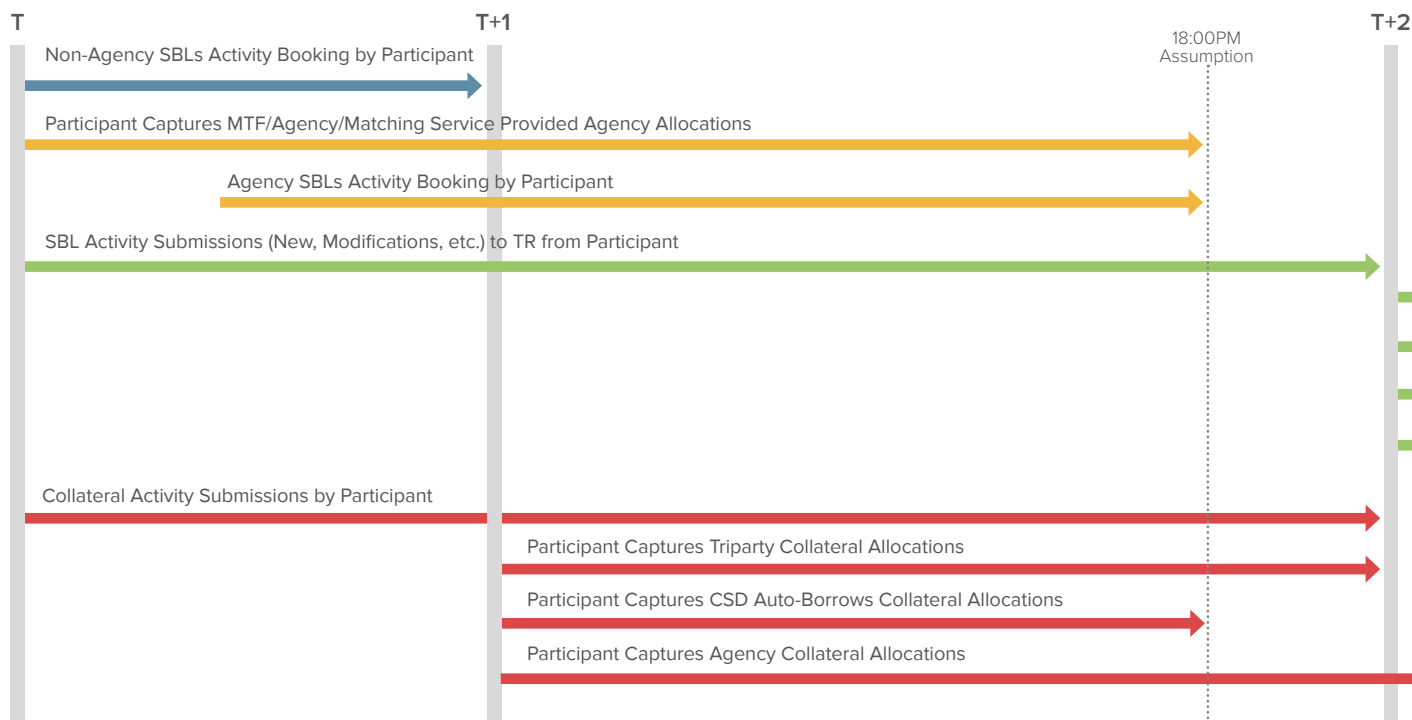 T
T+1
T+2
18:00PM
Assumption
Non-Agency SBLs Activity Booking by Participant
Participant Captures MTF/Agency/Matching Service Provided Agency Allocations
Agency SBLs Activity Booking by Participant
SBL Activity Submissions (New, Modifications, etc.) to TR from Participant
Collateral Activity Submissions by Participant
Participant Captures Triparty Collateral Allocations
Participant Captures CSD Auto-Borrows Collateral Allocations
Participant Captures Agency Collateral Allocations